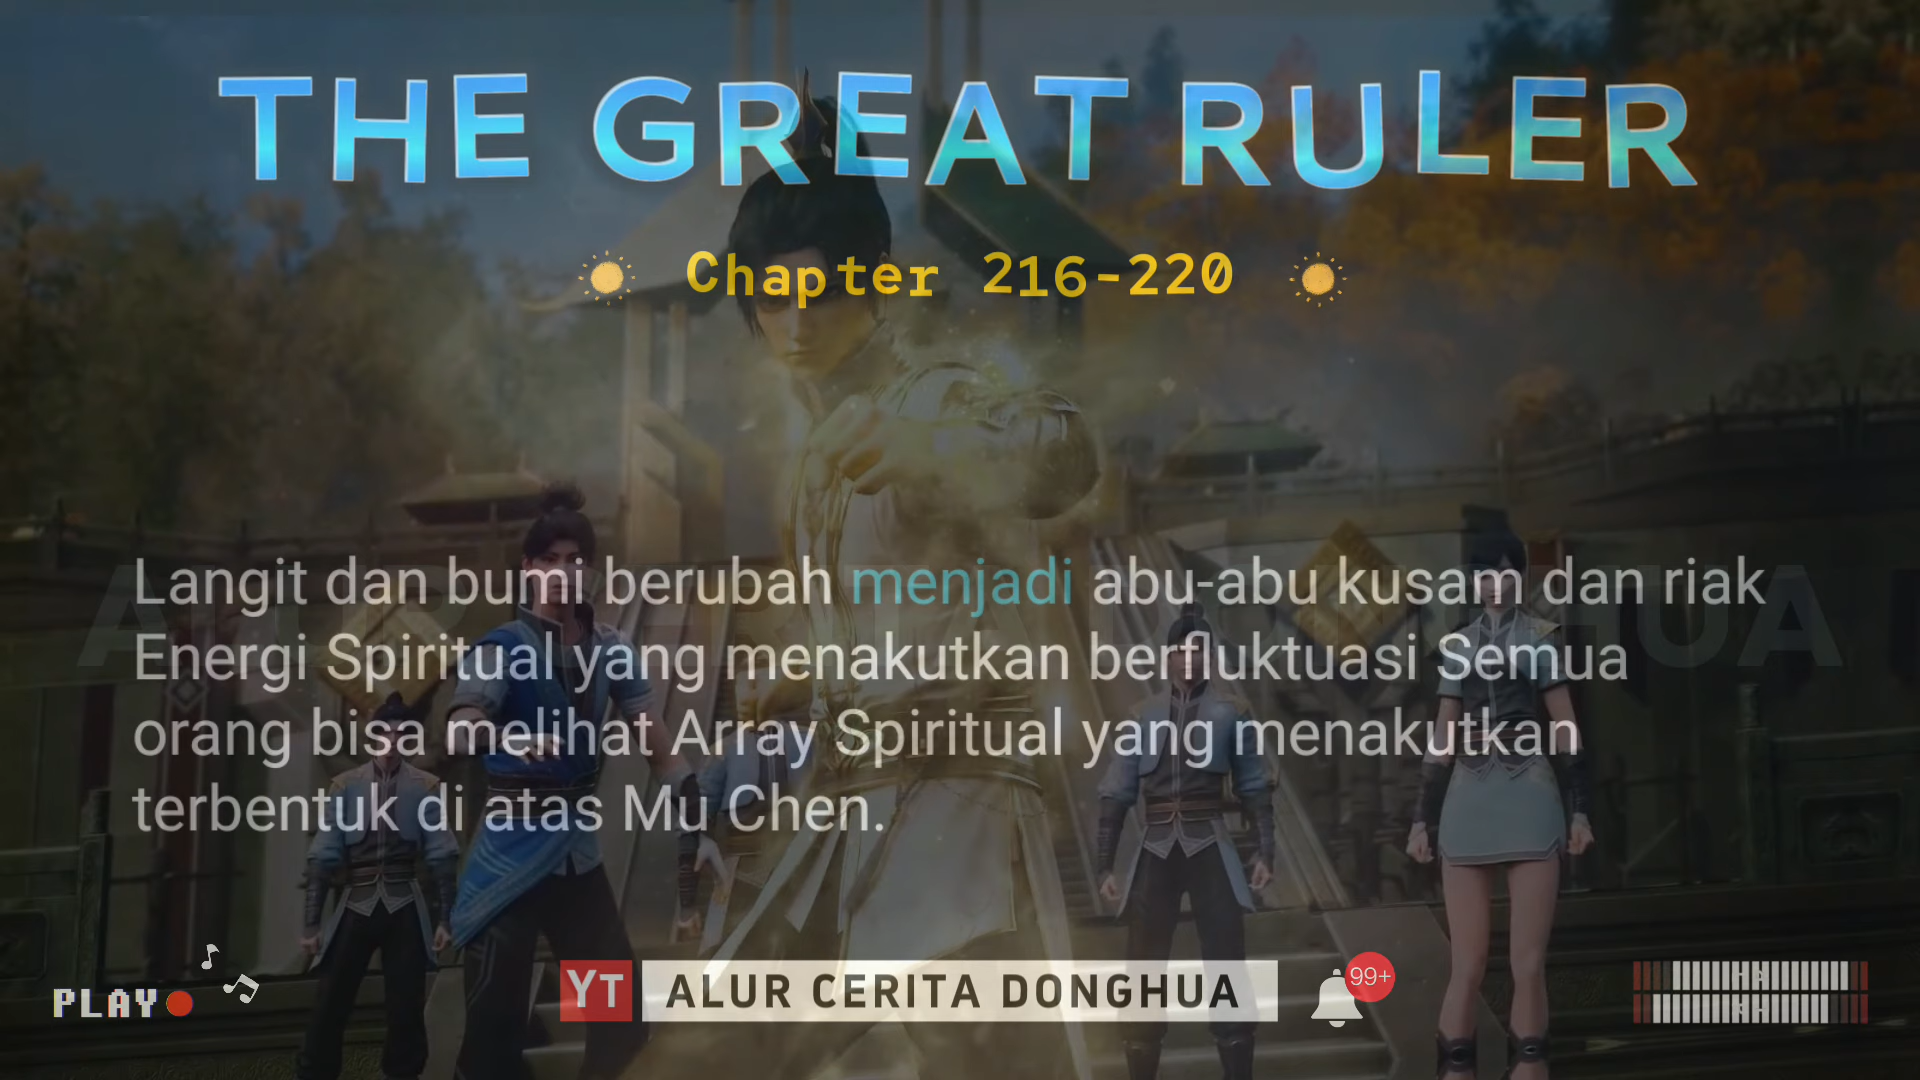 THE GREAT RULER
Chapter 216-220
Langit dan bumi berubah menjadi abu-abu kusam dan riak
Energi Spiritual yang menakutkan berfluktuasi Semua
orang bisa melihat Array Spiritual yang menakutkan
terbentuk di atas Mu Chen.
PLAY
YT ALUR CERITA DONGHUA
99+